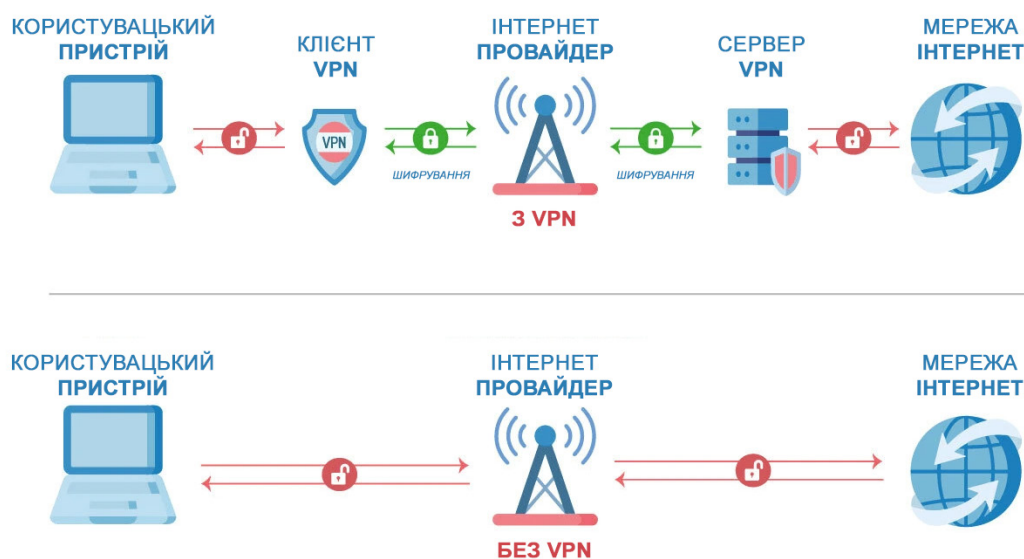 КОРИСТУВАЦЬКИЙ
ПРИСТРІЙ
КЛІЄНТ
VPN
ІНТЕРНЕТ
ПРОВАЙДЕР
СЕРВЕР
VPN
МЕРЕЖА
ІНТЕРНЕТ
VPN
ШИФРУВАННЯ
ШИФРУВАННЯ
З VPN
КОРИСТУВАЦЬКИЙ
ПРИСТРІЙ
ІНТЕРНЕТ
ПРОВАЙДЕР
МЕРЕЖА
ІНТЕРНЕТ
БЕЗ VPN